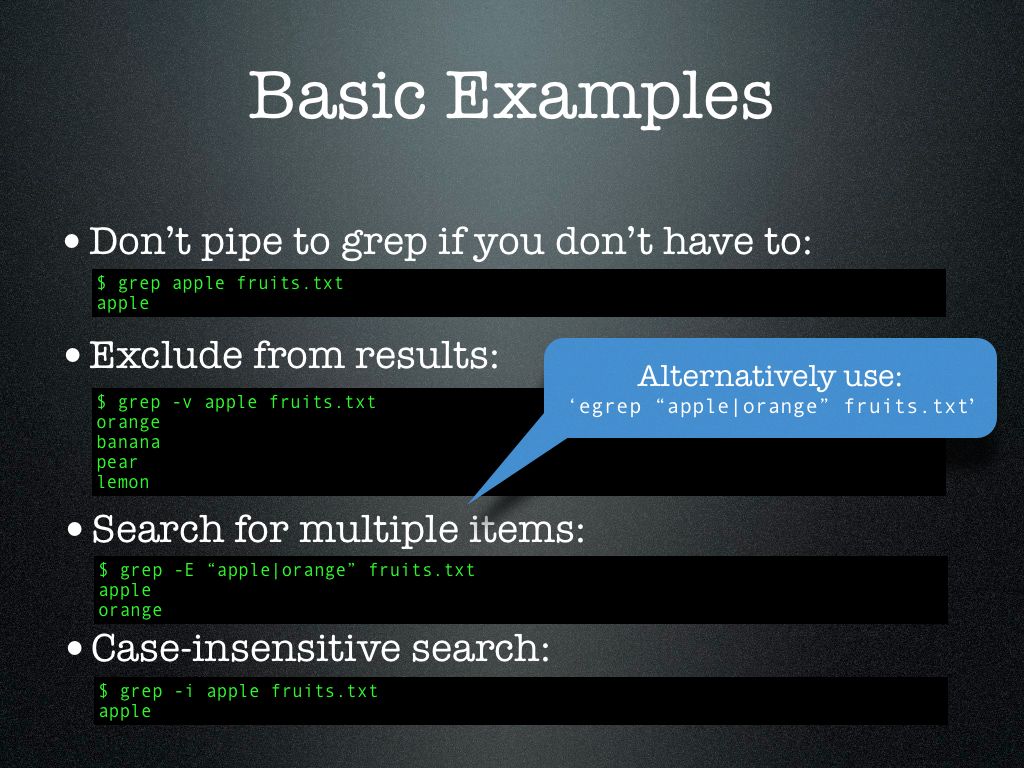 Basic Examples
• Don’t pipe to grep if you don’t have to:
$ grep apple fruits.txt
apple
• Exclude from results:
$ grep -v apple fruits.txt
orange
banana
pear
lemon
Alternatively use:
‘egrep “apple|orange” fruits.txt’
• Search for multiple items:
$ grep -E “apple|orange” fruits.txt
apple
orange
• Case-insensitive search:
$ grep -i apple fruits.txt
apple